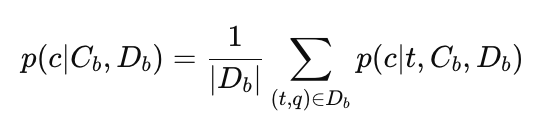 p(c|C_b, D_b) = \frac{1}{|D_b|} \sum_{(t,q) \in D_b} p(c|t, C_b, D_b)